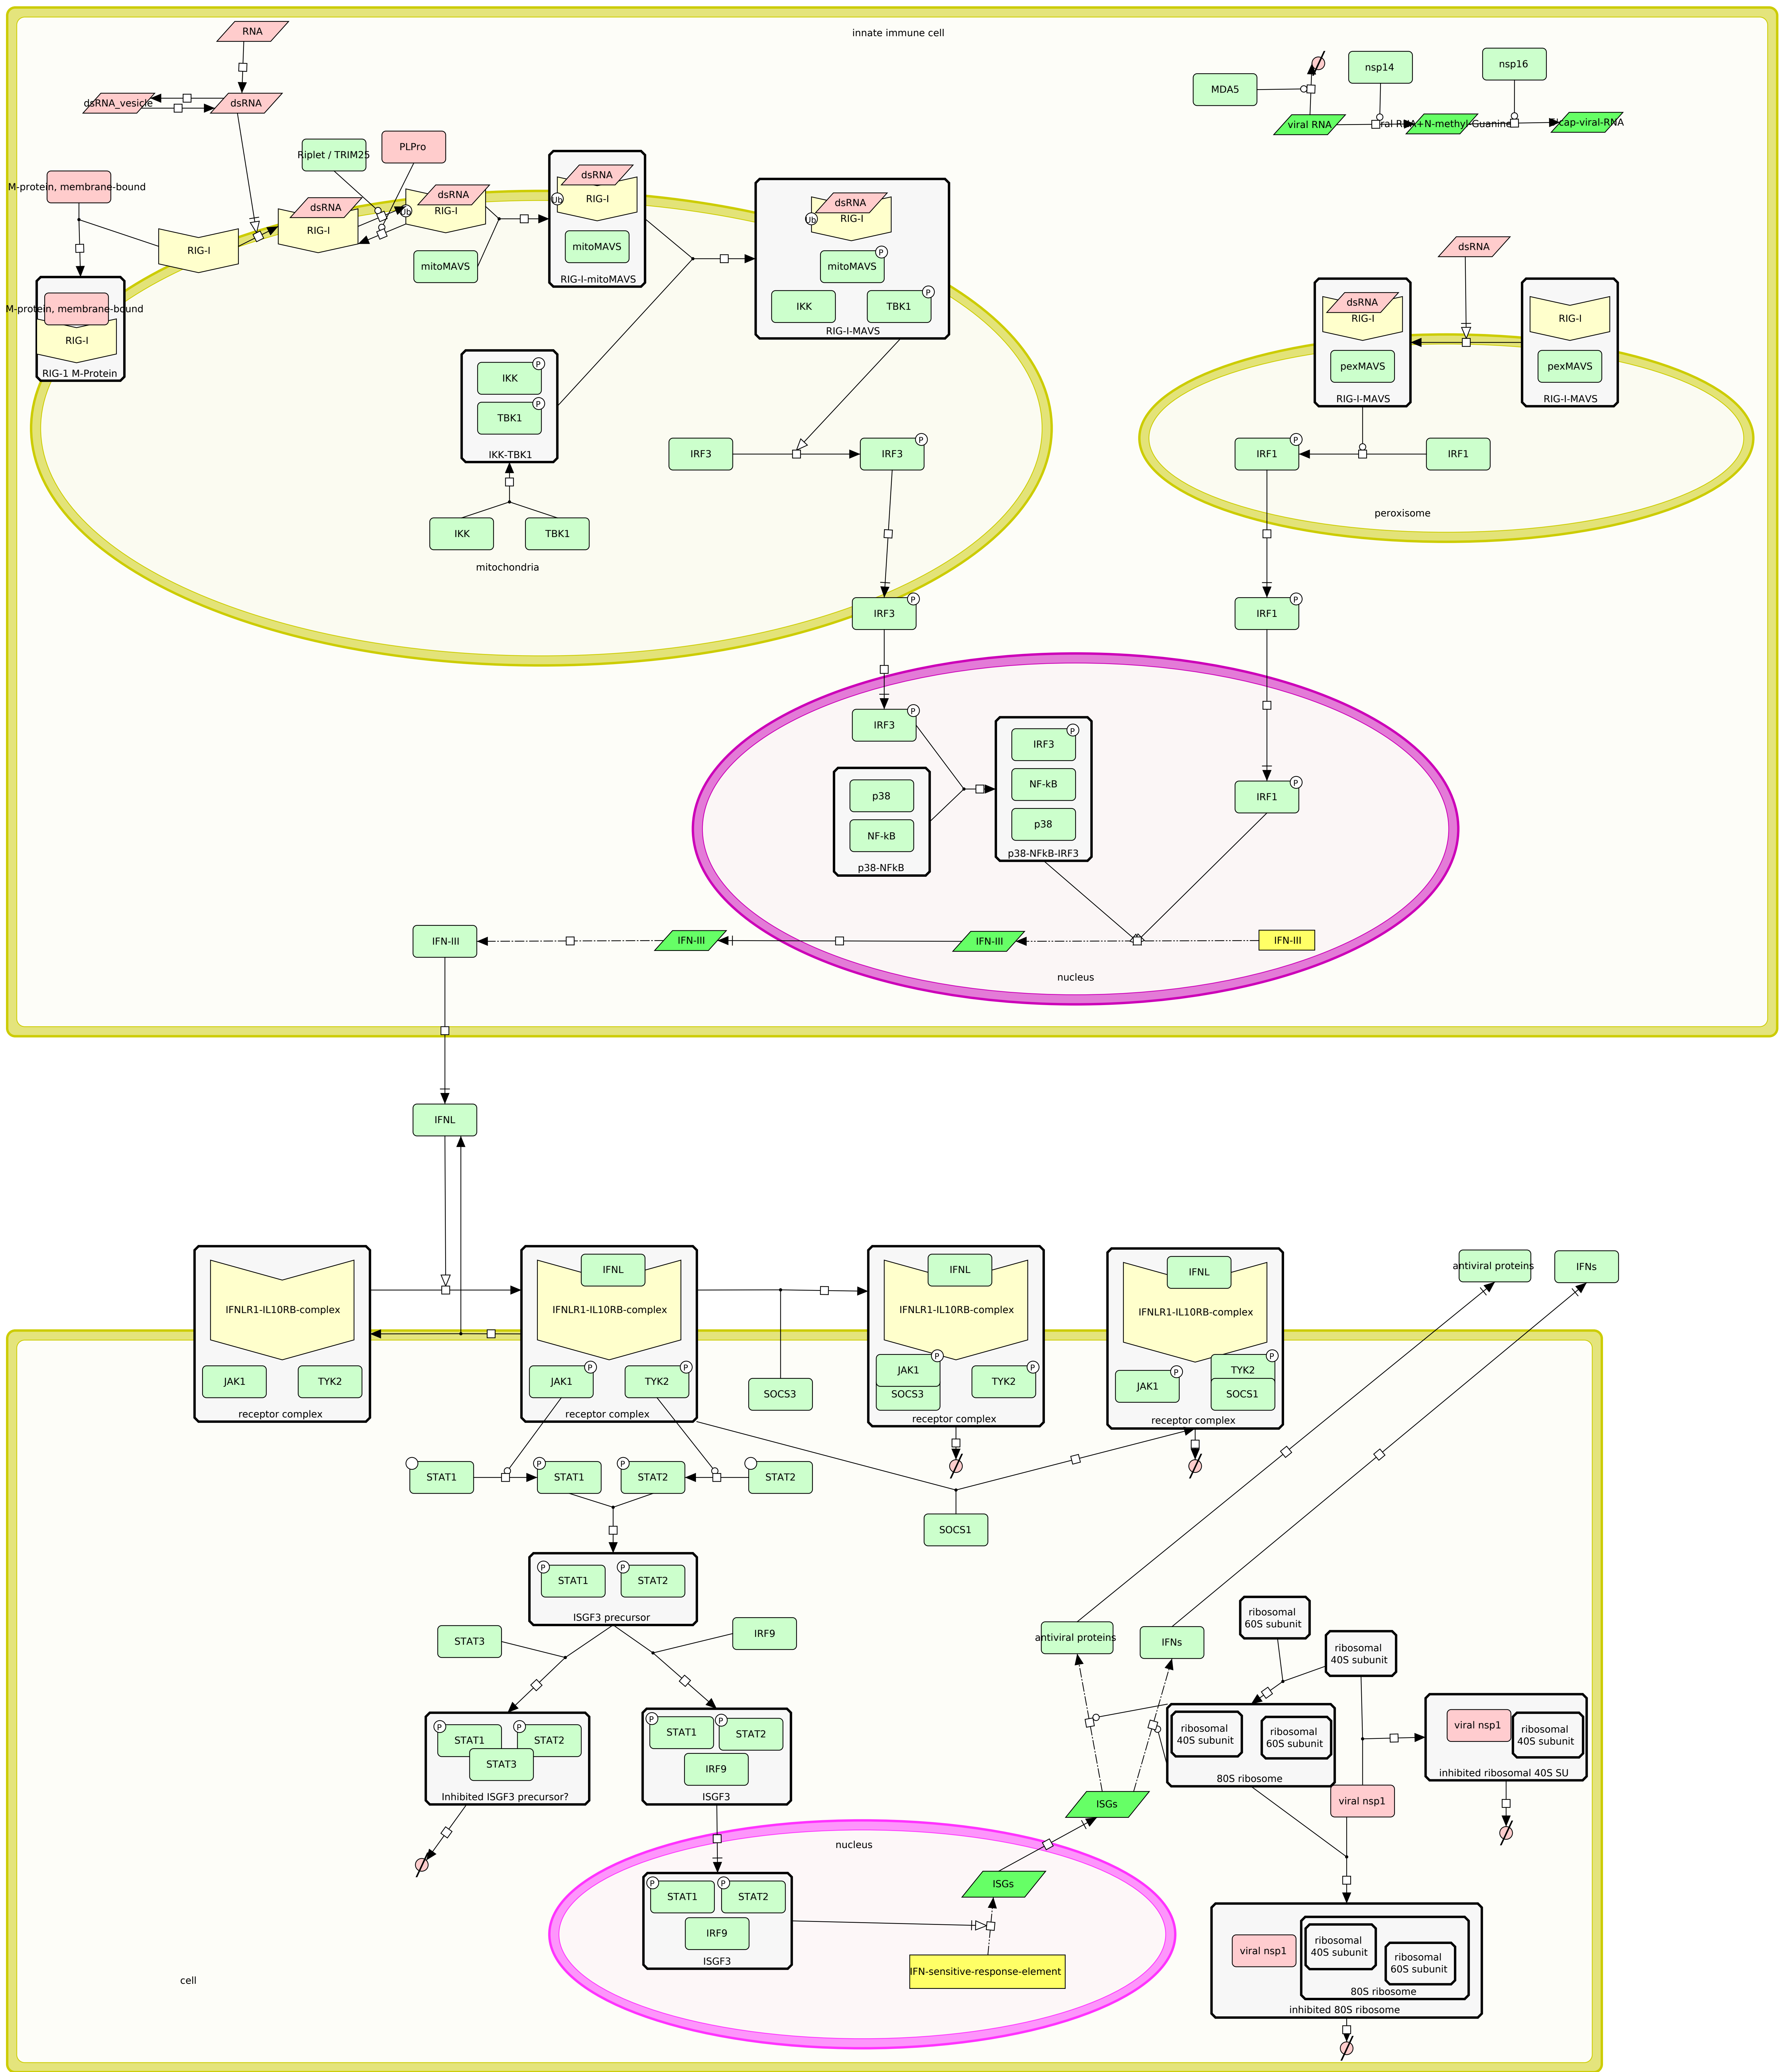 innate immune cell
RNA
dsRNA_vesicle
dsRNA
MDA5
nsp14
nsp16
viral RNA
ral RNA+N-methyl-Guanine
cap-viral-RNA
Riplet / TRIM25
PLPro
M-protein, membrane-bound
RIG-I
dsRNA
RIG-I
dsRNA
RIG-I
Ub
mitoMAVS
dsRNA
RIG-I
Ub
mitoMAVS
RIG-I-mitoMAVS
dsRNA
RIG-I
Ub
mitoMAVS
P
IKK
TBK1
P
RIG-I-MAVS
M-protein, membrane-bound
RIG-I
RIG-1 M-Protein
dsRNA
dsRNA
RIG-I
pexMAVS
RIG-I-MAVS
RIG-I
pexMAVS
RIG-I-MAVS
IKK
P
TBK1
P
IKK-TBK1
IKK
TBK1
mitochondria
IRF3
IRF3
P
IRF1
P
IRF1
peroxisome
IRF3
P
IRF1
P
IRF3
P
p38
NF-kB
p38-NFkB
IRF3
P
NF-kB
p38
p38-NFkB-IRF3
IRF1
P
IFN-III
IFN-III
IFN-III
IFN-III
nucleus
IFNL
IFNLR1-IL10RB-complex
JAK1
TYK2
receptor complex
IFNL
IFNLR1-IL10RB-complex
JAK1
P
TYK2
P
receptor complex
SOCS3
IFNL
IFNLR1-IL10RB-complex
JAK1
P
SOCS3
TYK2
P
receptor complex
IFNL
IFNLR1-IL10RB-complex
JAK1
P
TYK2
P
SOCS1
receptor complex
antiviral proteins
IFNs
STAT1
P
STAT1
P
STAT2
STAT2
SOCS1
P
STAT1
P
STAT2
ISGF3 precursor
STAT3
IRF9
P
STAT1
P
STAT2
STAT3
Inhibited ISGF3 precursor?
P
STAT1
P
STAT2
IRF9
ISGF3
antiviral proteins
IFNs
ribosomal
60S subunit
ribosomal
40S subunit
ribosomal
40S subunit
ribosomal
60S subunit
80S ribosome
viral nsp1
ribosomal
40S subunit
inhibited ribosomal 40S SU
viral nsp1
ISGs
nucleus
P
STAT1
P
STAT2
IRF9
ISGF3
ISGs
IFN-sensitive-response-element
viral nsp1
ribosomal
40S subunit
ribosomal
60S subunit
80S ribosome
inhibited 80S ribosome
cell